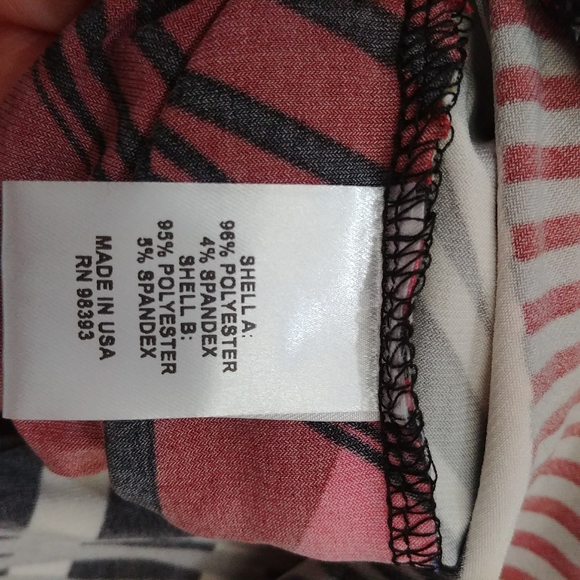 SHELL A:
96% POLYESTER
4% SPANDEX
SHELL B:
95% POLYESTER
5% SPANDEX
MADE IN USA
RN 98393